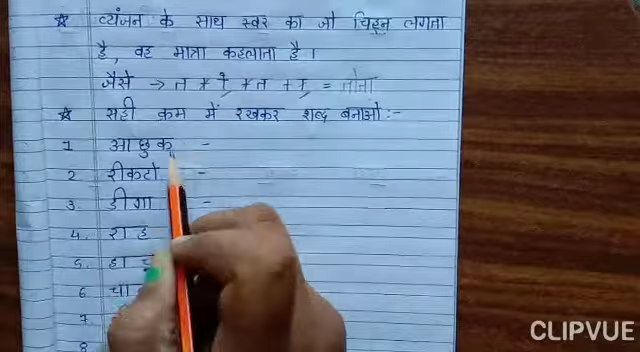 ☆ व्यंजन के साथ स्वर का जो चिह्न लगता
है, वह मात्रा कहलाता है।
जैसे → त + ो + त + ा = तोता
☆ सही क्रम में रखकर शब्द बनाओ :-
1 आछुक -
2 रीकटो -
3. डीगा -
4. राह
5. हा
6 चा
7
8
CLIPVUE